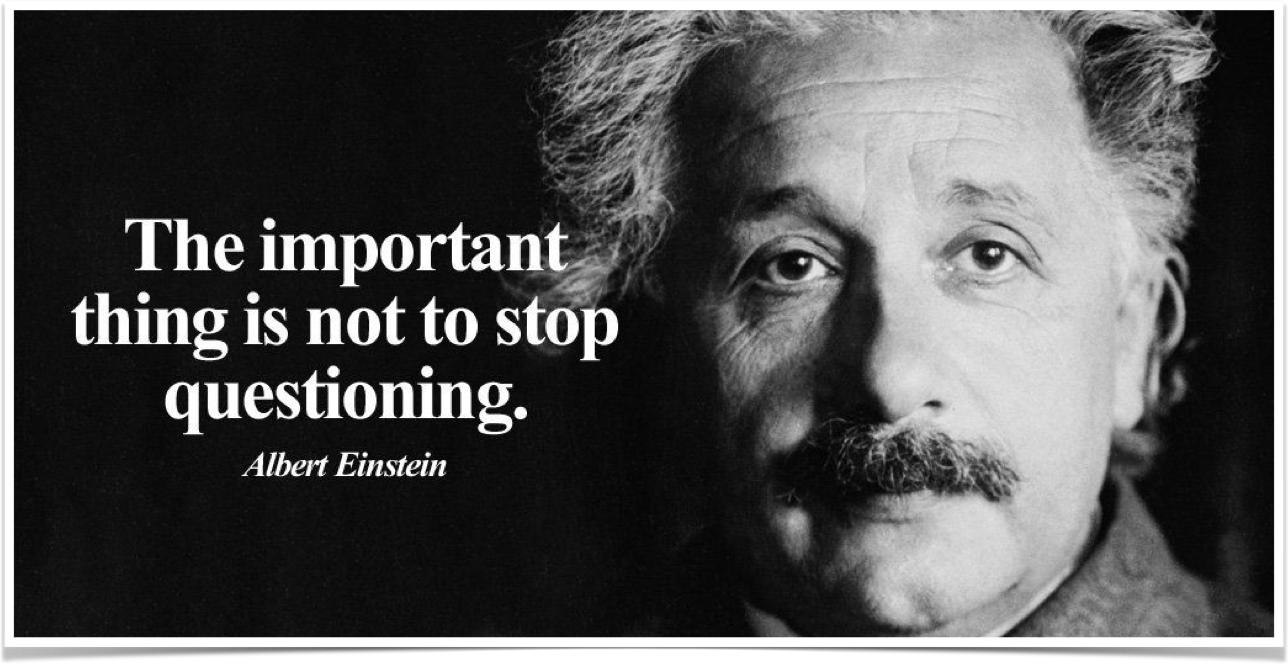 The important
thing is not to stop
questioning.
Albert Einstein